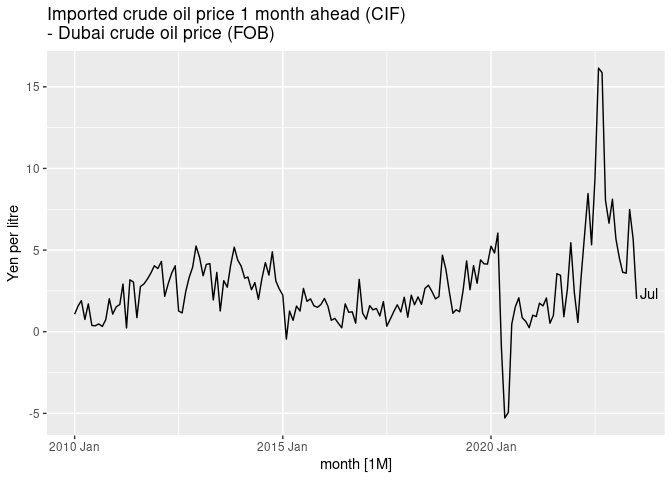 Imported crude oil price 1 month ahead (CIF)
- Dubai crude oil price (FOB)
15
10
5
0
-5
Yen per litre
Jul
2010 Jan
2015 Jan
2020 Jan
month [1M]